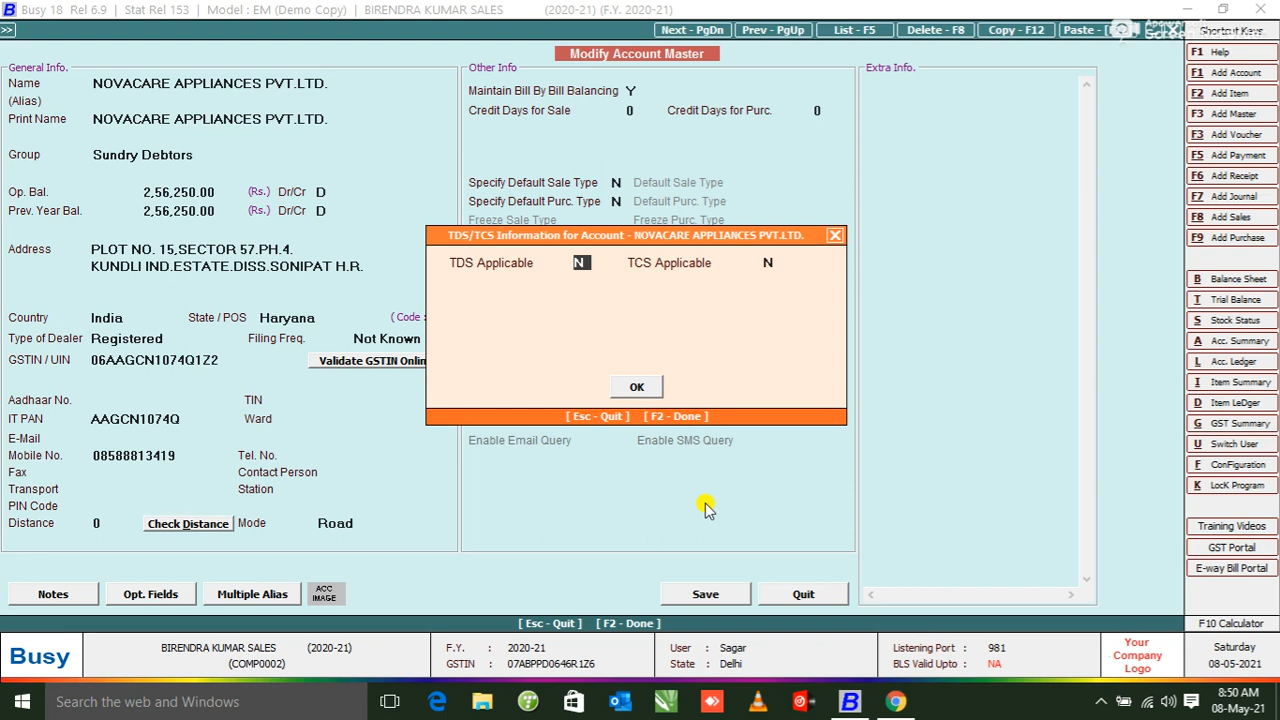 Busy 18 Rel 6.9 | Stat Rel 153 | Model : EM (Demo Copy) | BIRENDRA KUMAR SALES (2020-21) (F.Y. 2020-21)
>> Next - PgDn Prev - PgUp List - F5 Delete - F8 Copy - F12 Paste -
Modify Account Master
General Info.
Name NOVACARE APPLIANCES PVT.LTD.
(Alias)
Print Name NOVACARE APPLIANCES PVT.LTD.
Group Sundry Debtors
Op. Bal. 2,56,250.00 (Rs.) Dr/Cr D
Prev. Year Bal. 2,56,250.00 (Rs.) Dr/Cr D
Address PLOT NO. 15,SECTOR 57.PH.4.
KUNDLI IND.ESTATE.DISS.SONIPAT H.R.
Country India State / POS Haryana (Code :
Type of Dealer Registered Filing Freq. Not Known
GSTIN / UIN 06AAGCN1074Q1Z2 Validate GSTIN Onlin
Aadhaar No. TIN
IT PAN AAGCN1074Q Ward
E-Mail
Mobile No. 08588813419 Tel. No.
Fax Contact Person
Transport Station
PIN Code
Distance 0 Check Distance Mode Road
Notes Opt. Fields Multiple Alias ACC IMAGE
Other Info
Maintain Bill By Bill Balancing Y
Credit Days for Sale 0 Credit Days for Purc. 0
Specify Default Sale Type N Default Sale Type
Specify Default Purc. Type N Default Purc. Type
Freeze Sale Type Freeze Purc. Type
TDS/TCS Information for Account - NOVACARE APPLIANCES PVT.LTD.
TDS Applicable N TCS Applicable N
OK
[ Esc - Quit ] [ F2 - Done ]
Enable Email Query Enable SMS Query
Save Quit
Extra Info.
[ Esc - Quit ] [ F2 - Done ]
Shortcut Keys
F1 Help
F1 Add Account
F2 Add Item
F3 Add Master
F3 Add Voucher
F5 Add Payment
F6 Add Receipt
F7 Add Journal
F8 Add Sales
F9 Add Purchase
B Balance Sheet
T Trial Balance
S Stock Status
A Acc. Summary
L Acc. Ledger
I Item Summary
D Item LeDger
G GST Summary
U Switch User
F ConFiguration
K LocK Program
Training Videos
GST Portal
E-way Bill Portal
F10 Calculator
Busy
BIRENDRA KUMAR SALES (2020-21)
(COMP0002)
F.Y. : 2020-21
GSTIN : 07ABPPD0646R1Z6
User : Sagar
State : Delhi
Listening Port : 981
BLS Valid Upto : NA
Your
Company
Logo
Saturday
08-05-2021
Search the web and Windows
8:50 AM
08-May-21